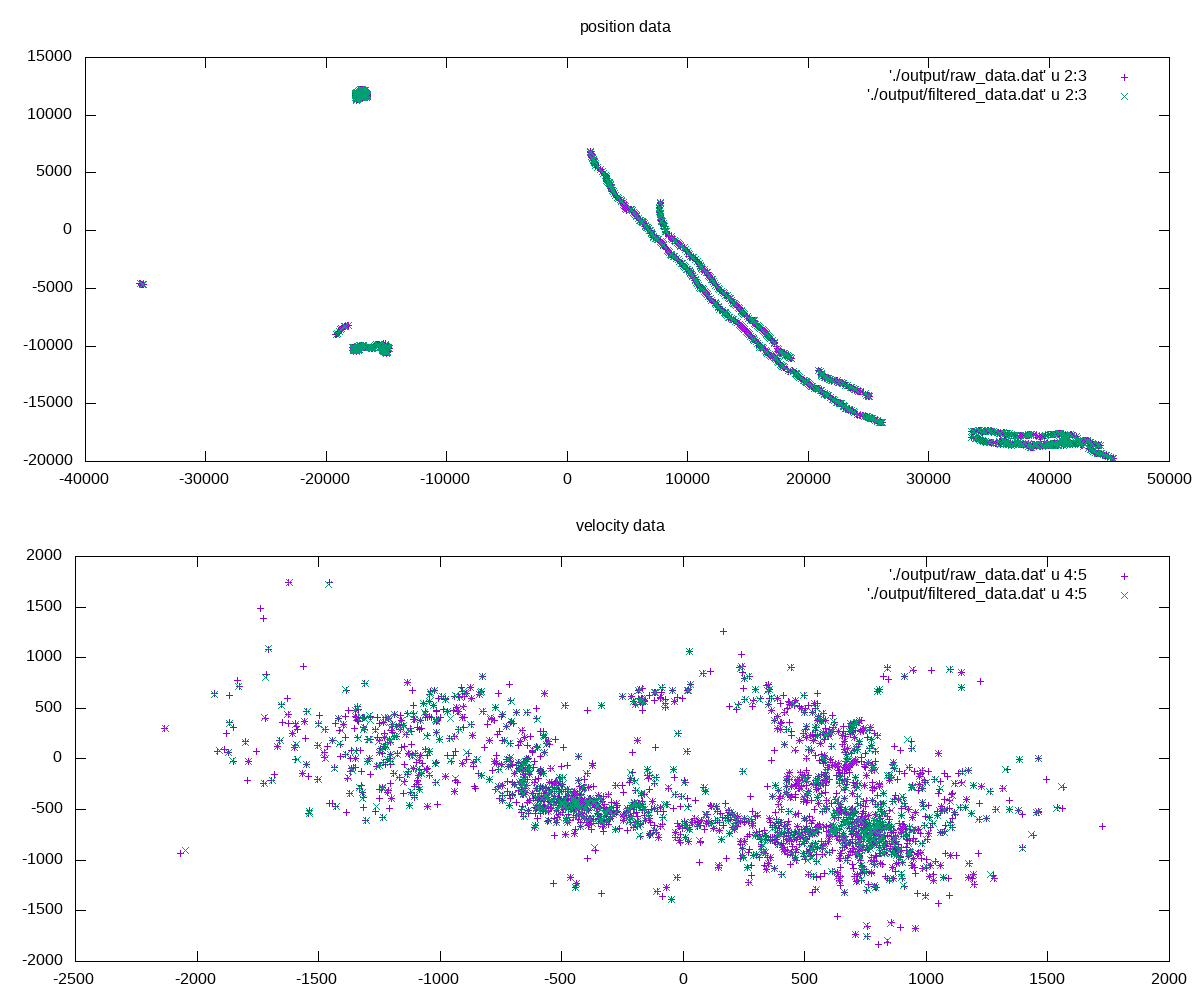 position data
15000
'./output/raw_data.dat' u 2:3
'./output/filtered_data.dat' u 2:3
10000
5000
0
-5000
-10000
-15000
-20000
-40000 -30000 -20000 -10000 0 10000 20000 30000 40000 50000
velocity data
2000
'./output/raw_data.dat' u 4:5
'./output/filtered_data.dat' u 4:5
1500
1000
500
0
-500
-1000
-1500
-2000
-2500 -2000 -1500 -1000 -500 0 500 1000 1500 2000